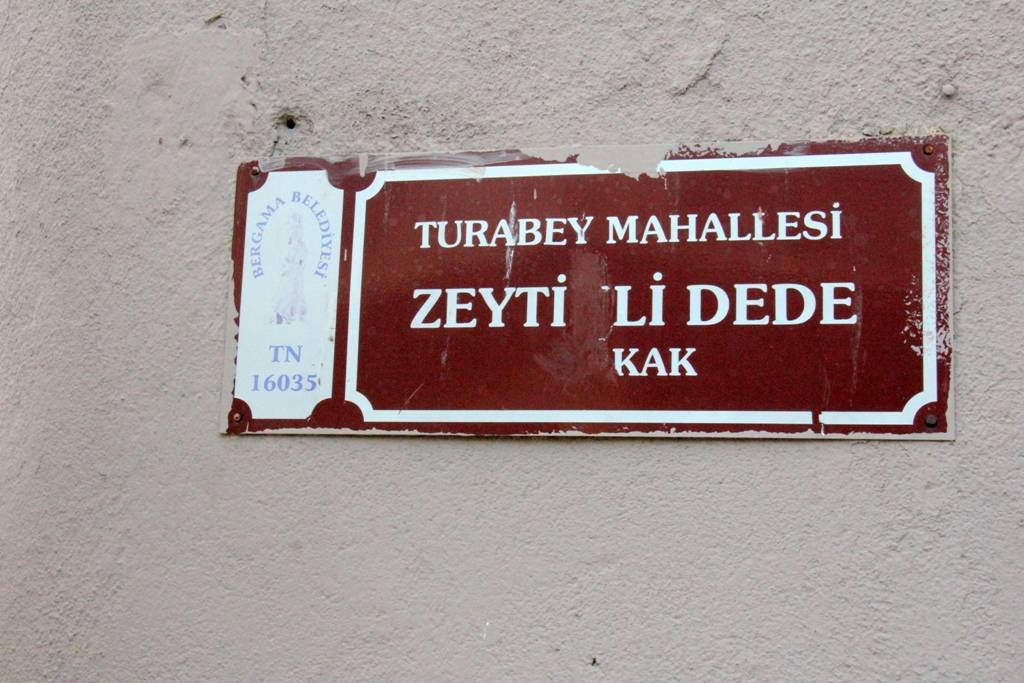 BERGAMA BELEDİYESİ
TN
16035
TURABEY MAHALLESİ
ZEYTİ Lİ DEDE
KAK